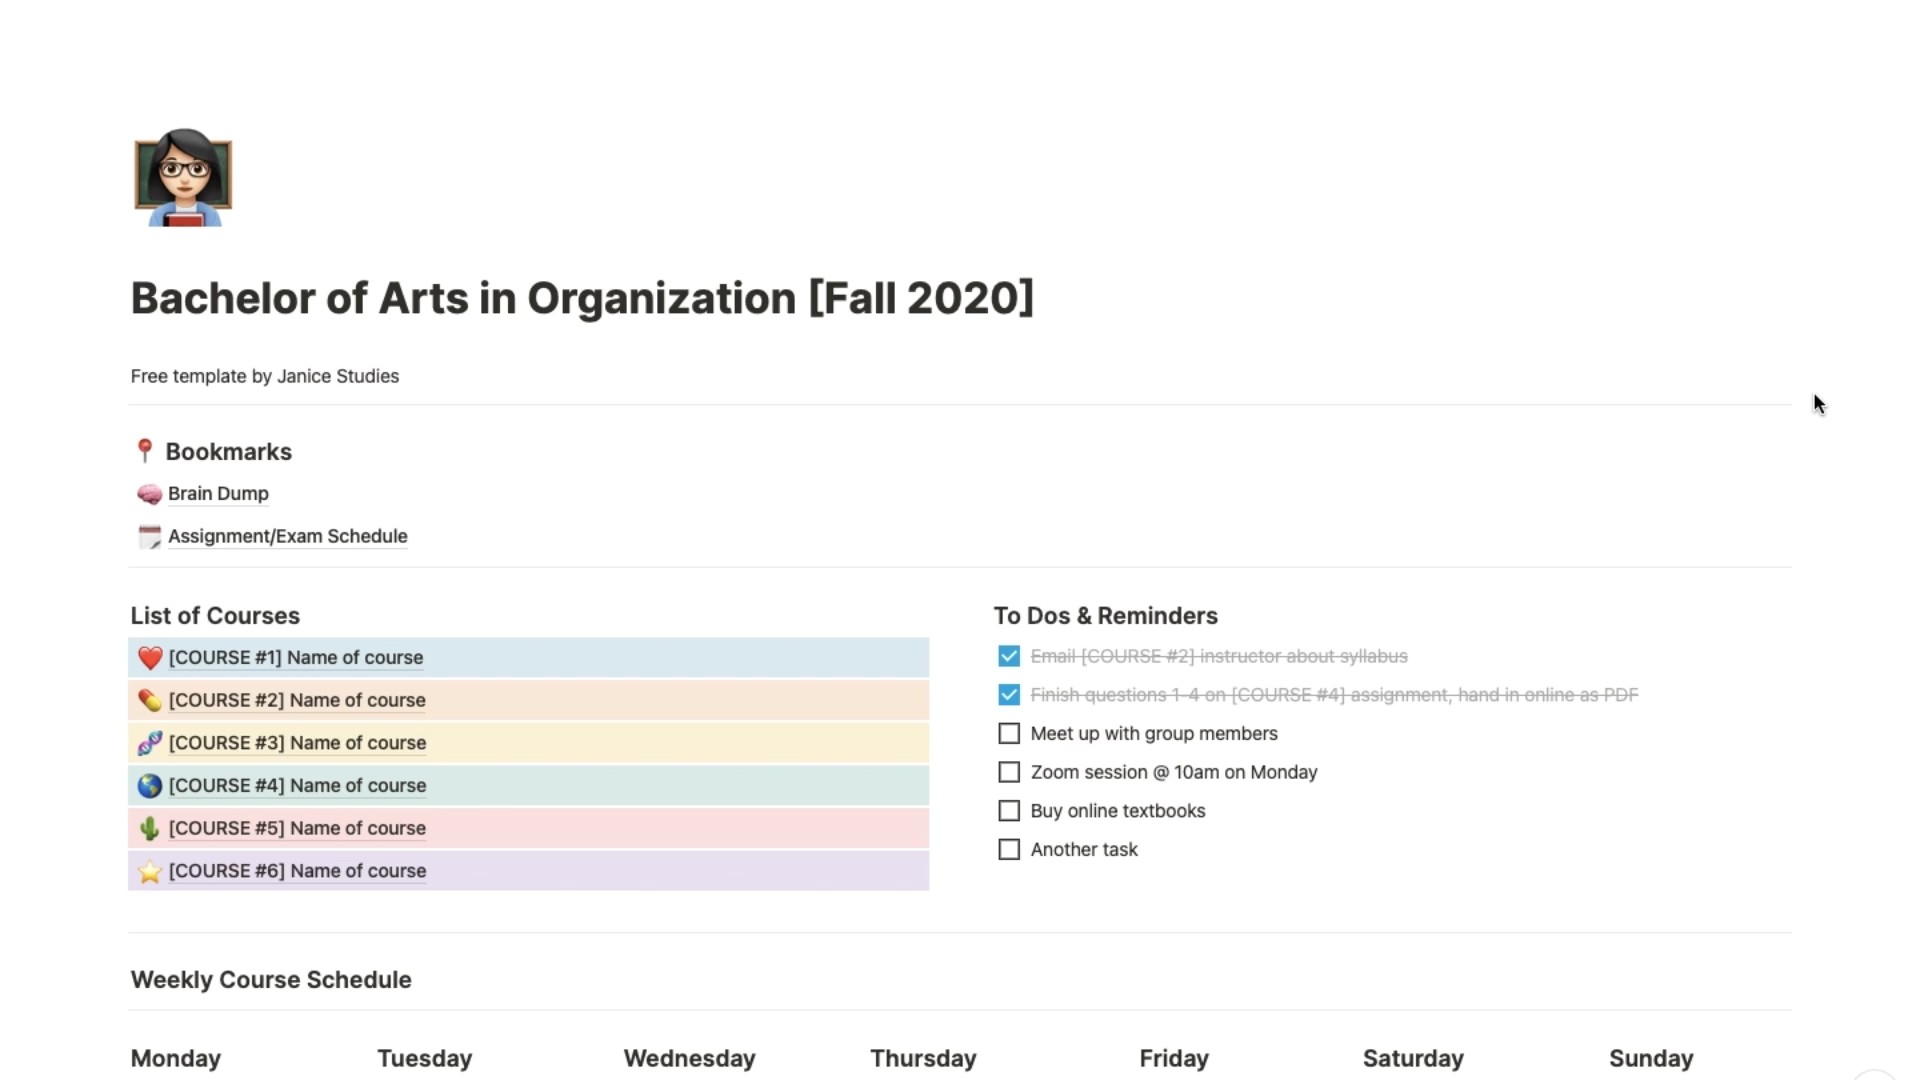 Bachelor of Arts in Organization [Fall 2020]
Free template by Janice Studies
Bookmarks
Brain Dump
Assignment/Exam Schedule
List of Courses
[COURSE #1] Name of course
[COURSE #2] Name of course
[COURSE #3] Name of course
[COURSE #4] Name of course
[COURSE #5] Name of course
[COURSE #6] Name of course
To Dos & Reminders
Email [COURSE #2] instructor about syllabus
Finish questions 1-4 on [COURSE #4] assignment, hand in online as PDF
Meet up with group members
Zoom session @ 10am on Monday
Buy online textbooks
Another task
Weekly Course Schedule
Monday Tuesday Wednesday Thursday Friday Saturday Sunday